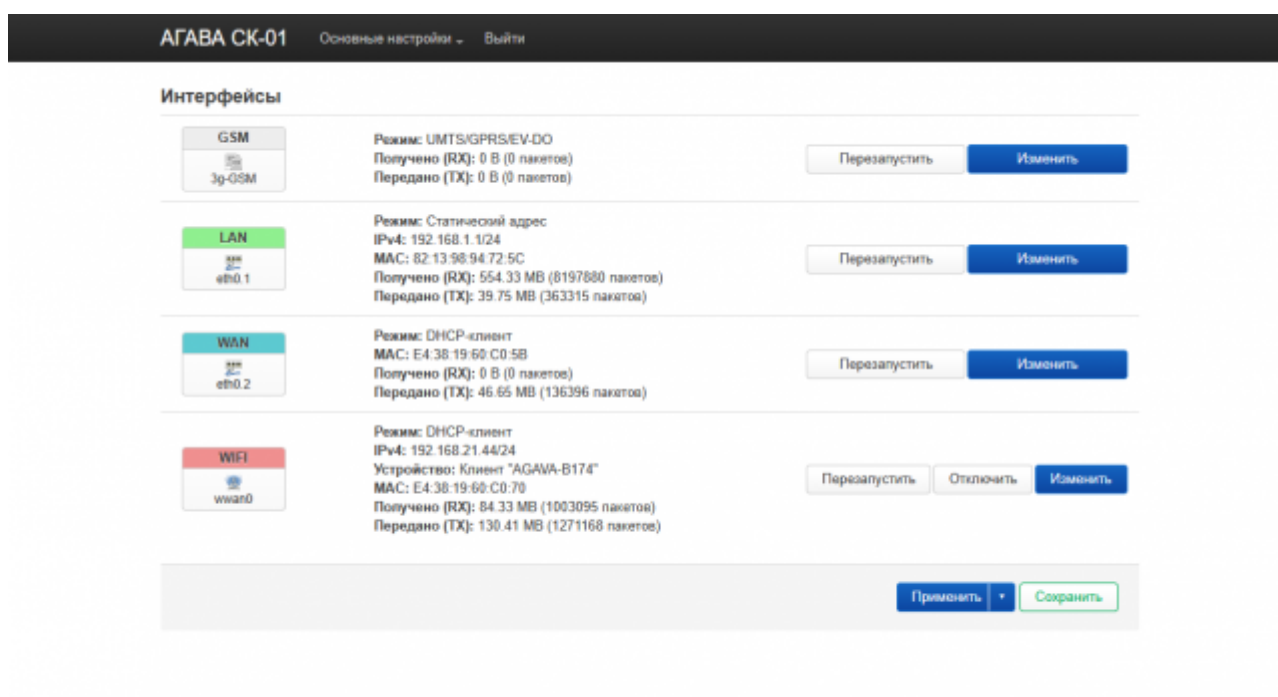 АГАВА СК-01 Основные настройки Выйти
Интерфейсы
GSM
3g-GSM
Режим: UMTS/GPRS/EV-DO
Получено (RX): 0 B (0 пакетов)
Передано (TX): 0 B (0 пакетов)
Перезапустить Изменить
LAN
eth0.1
Режим: Статический адрес
IPv4: 192.168.1.1/24
MAC: 82:13:98:94:72:5C
Получено (RX): 554.33 MB (8197880 пакетов)
Передано (TX): 39.75 MB (363315 пакетов)
Перезапустить Изменить
WAN
eth0.2
Режим: DHCP-клиент
MAC: E4:38:19:60:C0:5B
Получено (RX): 0 B (0 пакетов)
Передано (TX): 46.65 MB (136396 пакетов)
Перезапустить Изменить
WIFI
wwan0
Режим: DHCP-клиент
IPv4: 192.168.21.44/24
Устройство: Клиент "AGAVA-B174"
MAC: E4:38:19:60:C0:70
Получено (RX): 84.33 MB (1003095 пакетов)
Передано (TX): 130.41 MB (1271168 пакетов)
Перезапустить Отключить Изменить
Применить Сохранить